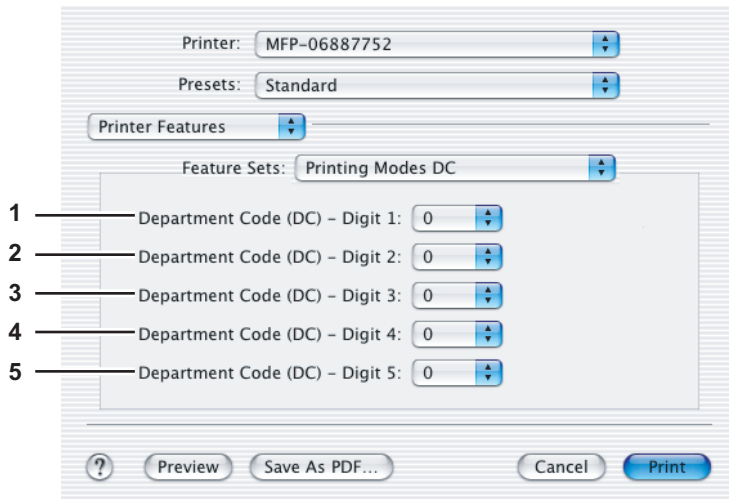 Printer: MFP-06887752
Presets: Standard
Printer Features
Feature Sets: Printing Modes DC
1 Department Code (DC) – Digit 1: 0
2 Department Code (DC) – Digit 2: 0
3 Department Code (DC) – Digit 3: 0
4 Department Code (DC) – Digit 4: 0
5 Department Code (DC) – Digit 5: 0
? Preview Save As PDF... Cancel Print